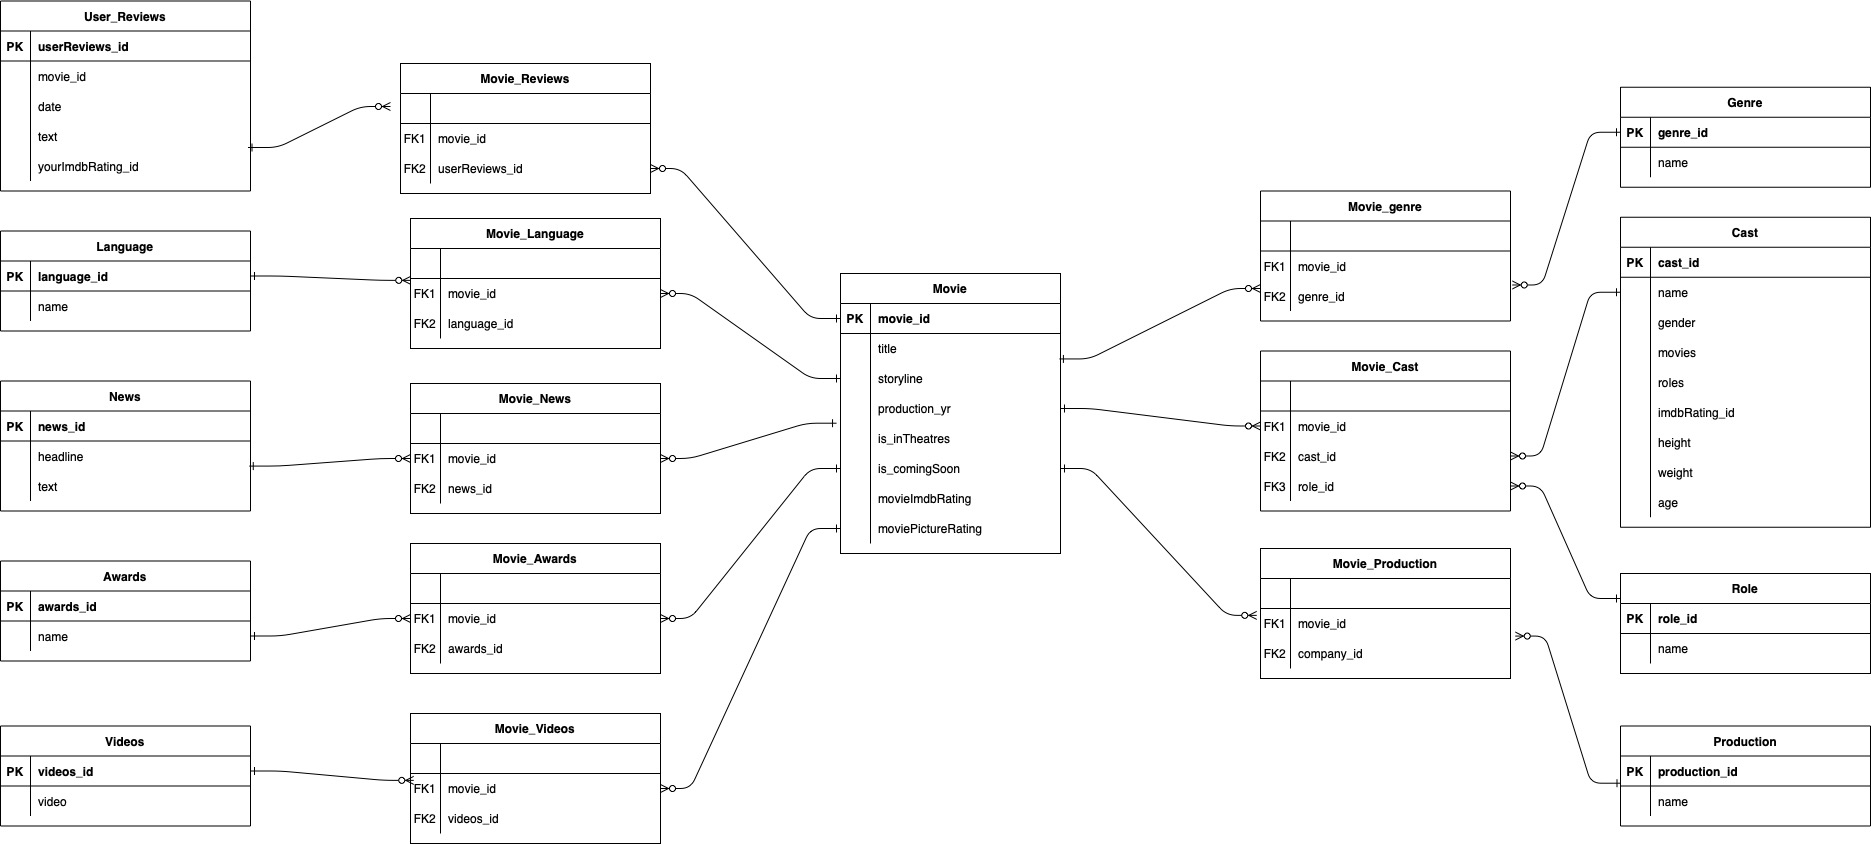 User_Reviews
PK userReviews_id
movie_id
date
text
yourImdbRating_id
Language
PK language_id
name
News
PK news_id
headline
text
Awards
PK awards_id
name
Videos
PK videos_id
video
Movie_Reviews
FK1 movie_id
FK2 userReviews_id
Movie_Language
FK1 movie_id
FK2 language_id
Movie_News
FK1 movie_id
FK2 news_id
Movie_Awards
FK1 movie_id
FK2 awards_id
Movie_Videos
FK1 movie_id
FK2 videos_id
Movie
PK movie_id
title
storyline
production_yr
is_inTheatres
is_comingSoon
movieImdbRating
moviePictureRating
Movie_genre
FK1 movie_id
FK2 genre_id
Movie_Cast
FK1 movie_id
FK2 cast_id
FK3 role_id
Movie_Production
FK1 movie_id
FK2 company_id
Genre
PK genre_id
name
Cast
PK cast_id
name
gender
movies
roles
imdbRating_id
height
weight
age
Role
PK role_id
name
Production
PK production_id
name